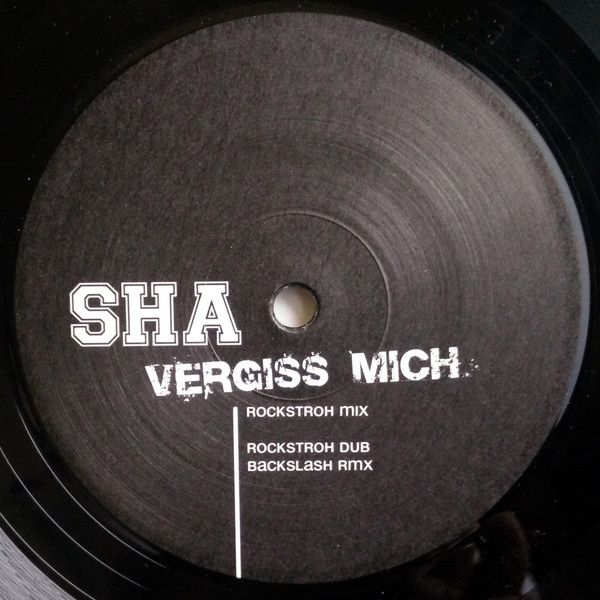 SHA
VERGISS MICH
ROCKSTROH MIX
ROCKSTROH DUB
BACKSLASH RMX